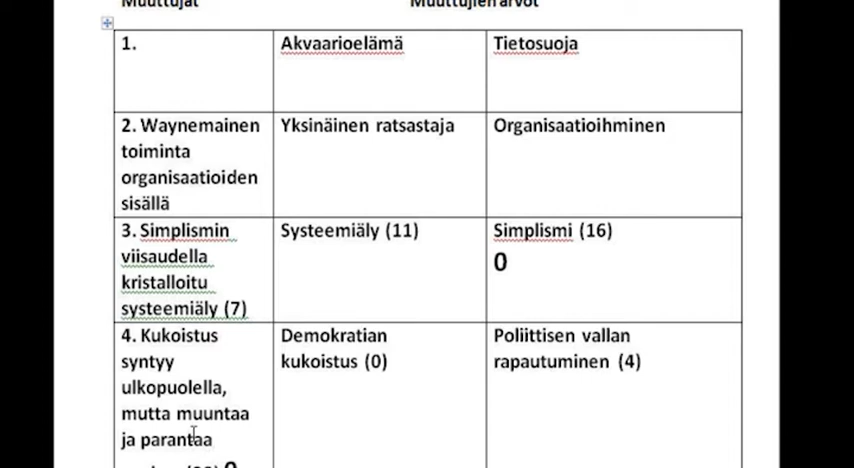 Muuttujat Muuttujien arvot
1. Akvaarioelämä Tietosuoja
2. Waynemainen Yksinäinen ratsastaja Organisaatioihminen
toiminta
organisaatioiden
sisällä
3. Simplismin Systeemiäly (11) Simplismi (16)
viisaudella 0
kristalloitu
systeemiäly (7)
4. Kukoistus Demokratian Poliittisen vallan
syntyy kukoistus (0) rapautuminen (4)
ulkopuolella,
mutta muuntaa
ja parantaa